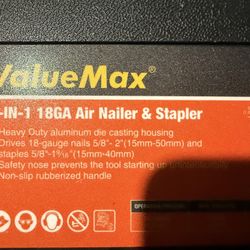 ValueMax®
-IN-1 18GA Air Nailer & Stapler
Heavy Duty aluminum die casting housing
Drives 18-gauge nails 5/8"- 2"(15mm-50mm) and
staples 5/8"-1⁹⁄₁₆"(15mm-40mm)
Safety nose prevents the tool starting up
Non-slip rubberized handle